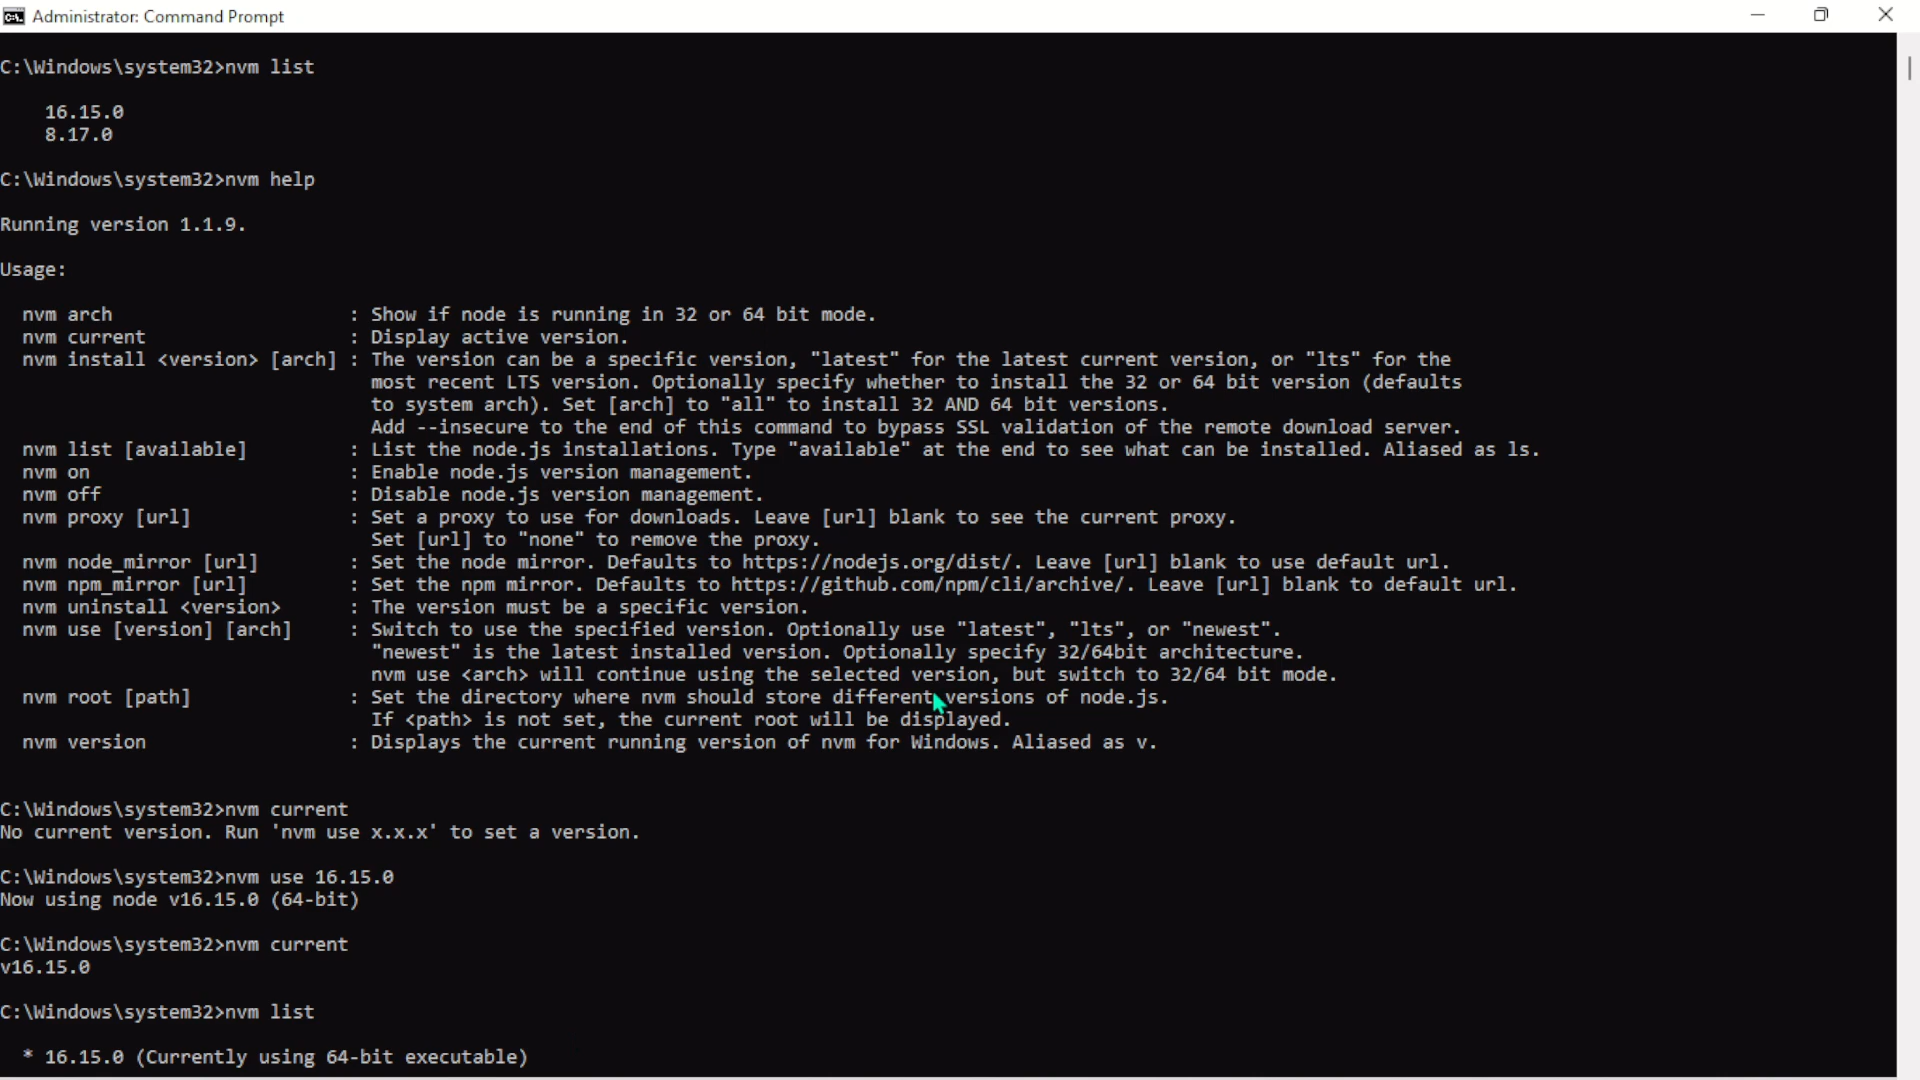 Administrator: Command Prompt
C:\Windows\system32>nvm list
16.15.0
8.17.0
C:\Windows\system32>nvm help
Running version 1.1.9.
Usage:
nvm arch : Show if node is running in 32 or 64 bit mode.
nvm current : Display active version.
nvm install <version> [arch] : The version can be a specific version, "latest" for the latest current version, or "lts" for the
most recent LTS version. Optionally specify whether to install the 32 or 64 bit version (defaults
to system arch). Set [arch] to "all" to install 32 AND 64 bit versions.
Add --insecure to the end of this command to bypass SSL validation of the remote download server.
nvm list [available] : List the node.js installations. Type "available" at the end to see what can be installed. Aliased as ls.
nvm on : Enable node.js version management.
nvm off : Disable node.js version management.
nvm proxy [url] : Set a proxy to use for downloads. Leave [url] blank to see the current proxy.
Set [url] to "none" to remove the proxy.
nvm node_mirror [url] : Set the node mirror. Defaults to https://nodejs.org/dist/. Leave [url] blank to use default url.
nvm npm_mirror [url] : Set the npm mirror. Defaults to https://github.com/npm/cli/archive/. Leave [url] blank to default url.
nvm uninstall <version> : The version must be a specific version.
nvm use [version] [arch] : Switch to use the specified version. Optionally use "latest", "lts", or "newest".
"newest" is the latest installed version. Optionally specify 32/64bit architecture.
nvm use <arch> will continue using the selected version, but switch to 32/64 bit mode.
nvm root [path] : Set the directory where nvm should store different versions of node.js.
If <path> is not set, the current root will be displayed.
nvm version : Displays the current running version of nvm for Windows. Aliased as v.
C:\Windows\system32>nvm current
No current version. Run 'nvm use x.x.x' to set a version.
C:\Windows\system32>nvm use 16.15.0
Now using node v16.15.0 (64-bit)
C:\Windows\system32>nvm current
v16.15.0
C:\Windows\system32>nvm list
* 16.15.0 (Currently using 64-bit executable)